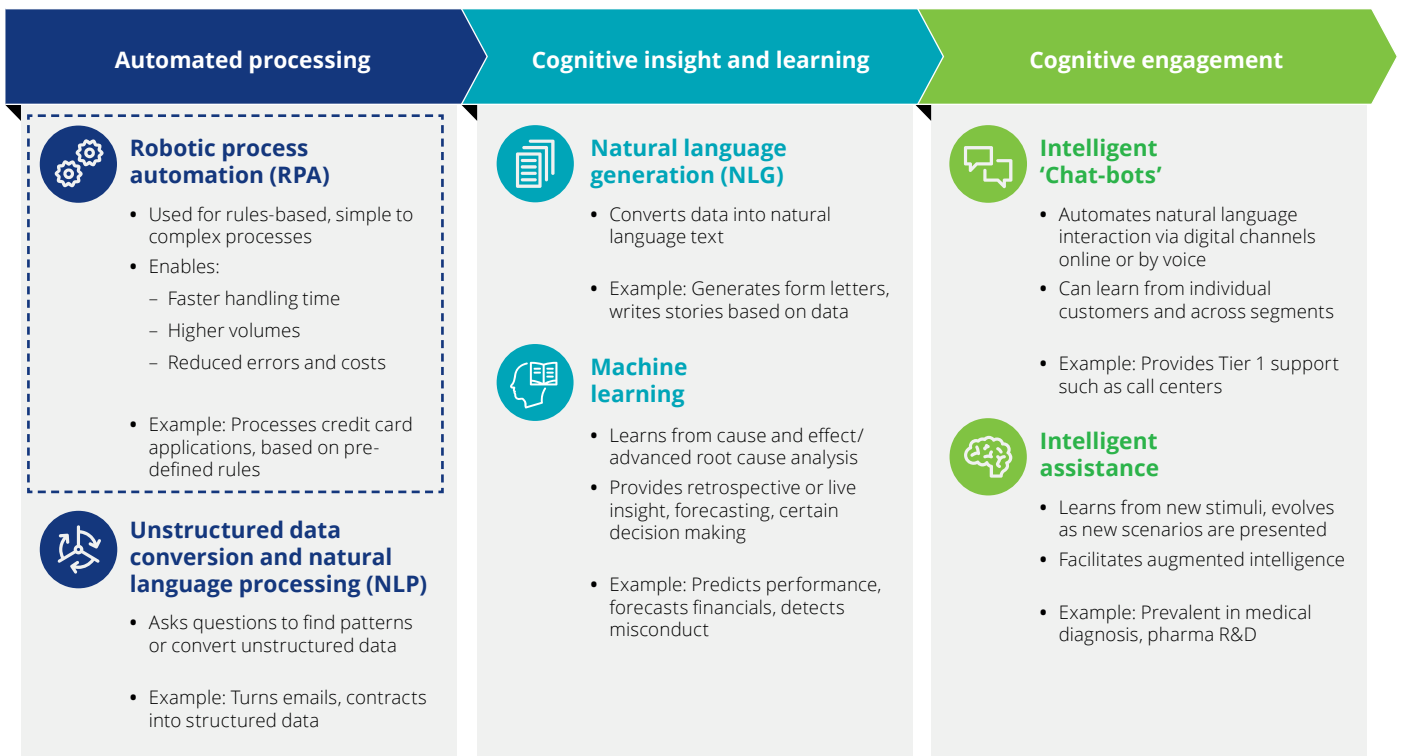 Automated processing
Cognitive insight and learning
Cognitive engagement
Robotic process
automation (RPA)
• Used for rules-based, simple to
complex processes
• Enables:
– Faster handling time
– Higher volumes
– Reduced errors and costs
• Example: Processes credit card
applications, based on pre-
defined rules
Unstructured data
conversion and natural
language processing (NLP)
• Asks questions to find patterns
or convert unstructured data
• Example: Turns emails, contracts
into structured data
Natural language
generation (NLG)
• Converts data into natural
language text
• Example: Generates form letters,
writes stories based on data
Machine
learning
• Learns from cause and effect/
advanced root cause analysis
• Provides retrospective or live
insight, forecasting, certain
decision making
• Example: Predicts performance,
forecasts financials, detects
misconduct
Intelligent
‘Chat-bots’
• Automates natural language
interaction via digital channels
online or by voice
• Can learn from individual
customers and across segments
• Example: Provides Tier 1 support
such as call centers
Intelligent
assistance
• Learns from new stimuli, evolves
as new scenarios are presented
• Facilitates augmented intelligence
• Example: Prevalent in medical
diagnosis, pharma R&D